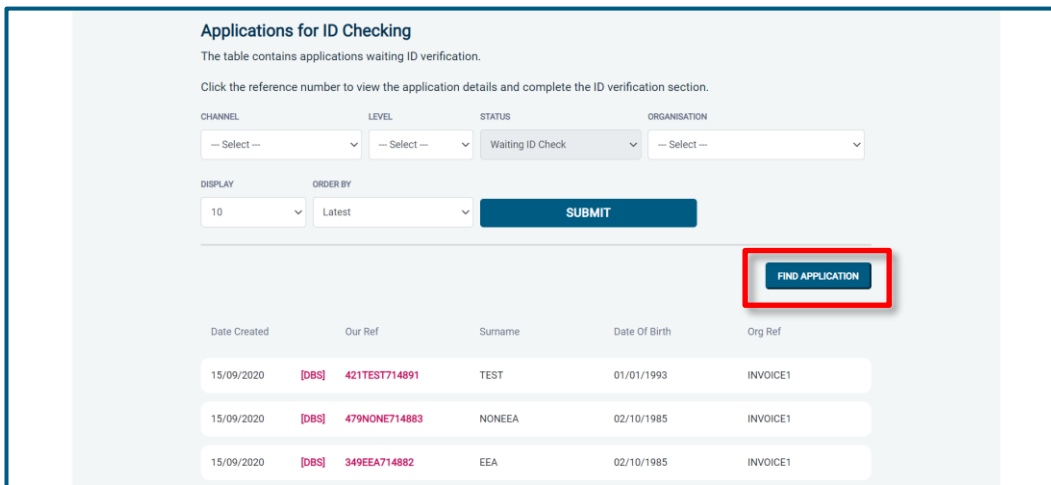 Applications for ID Checking
The table contains applications waiting ID verification.
Click the reference number to view the application details and complete the ID verification section.
CHANNEL LEVEL STATUS ORGANISATION
--- Select --- --- Select --- Waiting ID Check --- Select ---
DISPLAY ORDER BY
10 Latest SUBMIT
FIND APPLICATION
Date Created Our Ref Surname Date Of Birth Org Ref
15/09/2020 [DBS] 421TEST714891 TEST 01/01/1993 INVOICE1
15/09/2020 [DBS] 479NONE714883 NONEEA 02/10/1985 INVOICE1
15/09/2020 [DBS] 349EEA714882 EEA 02/10/1985 INVOICE1